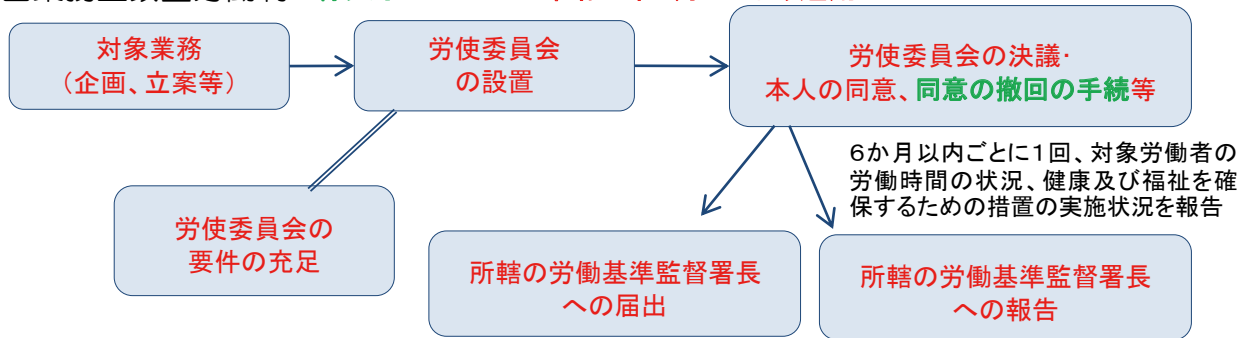 対象業務
（企画、立案等）
労使委員会
の設置
労使委員会の決議・
本人の同意、同意の撤回の手続等
６か月以内ごとに１回、対象労働者の
労働時間の状況、健康及び福祉を確
保するための措置の実施状況を報告
労使委員会の
要件の充足
所轄の労働基準監督署長
への届出
所轄の労働基準監督署長
への報告